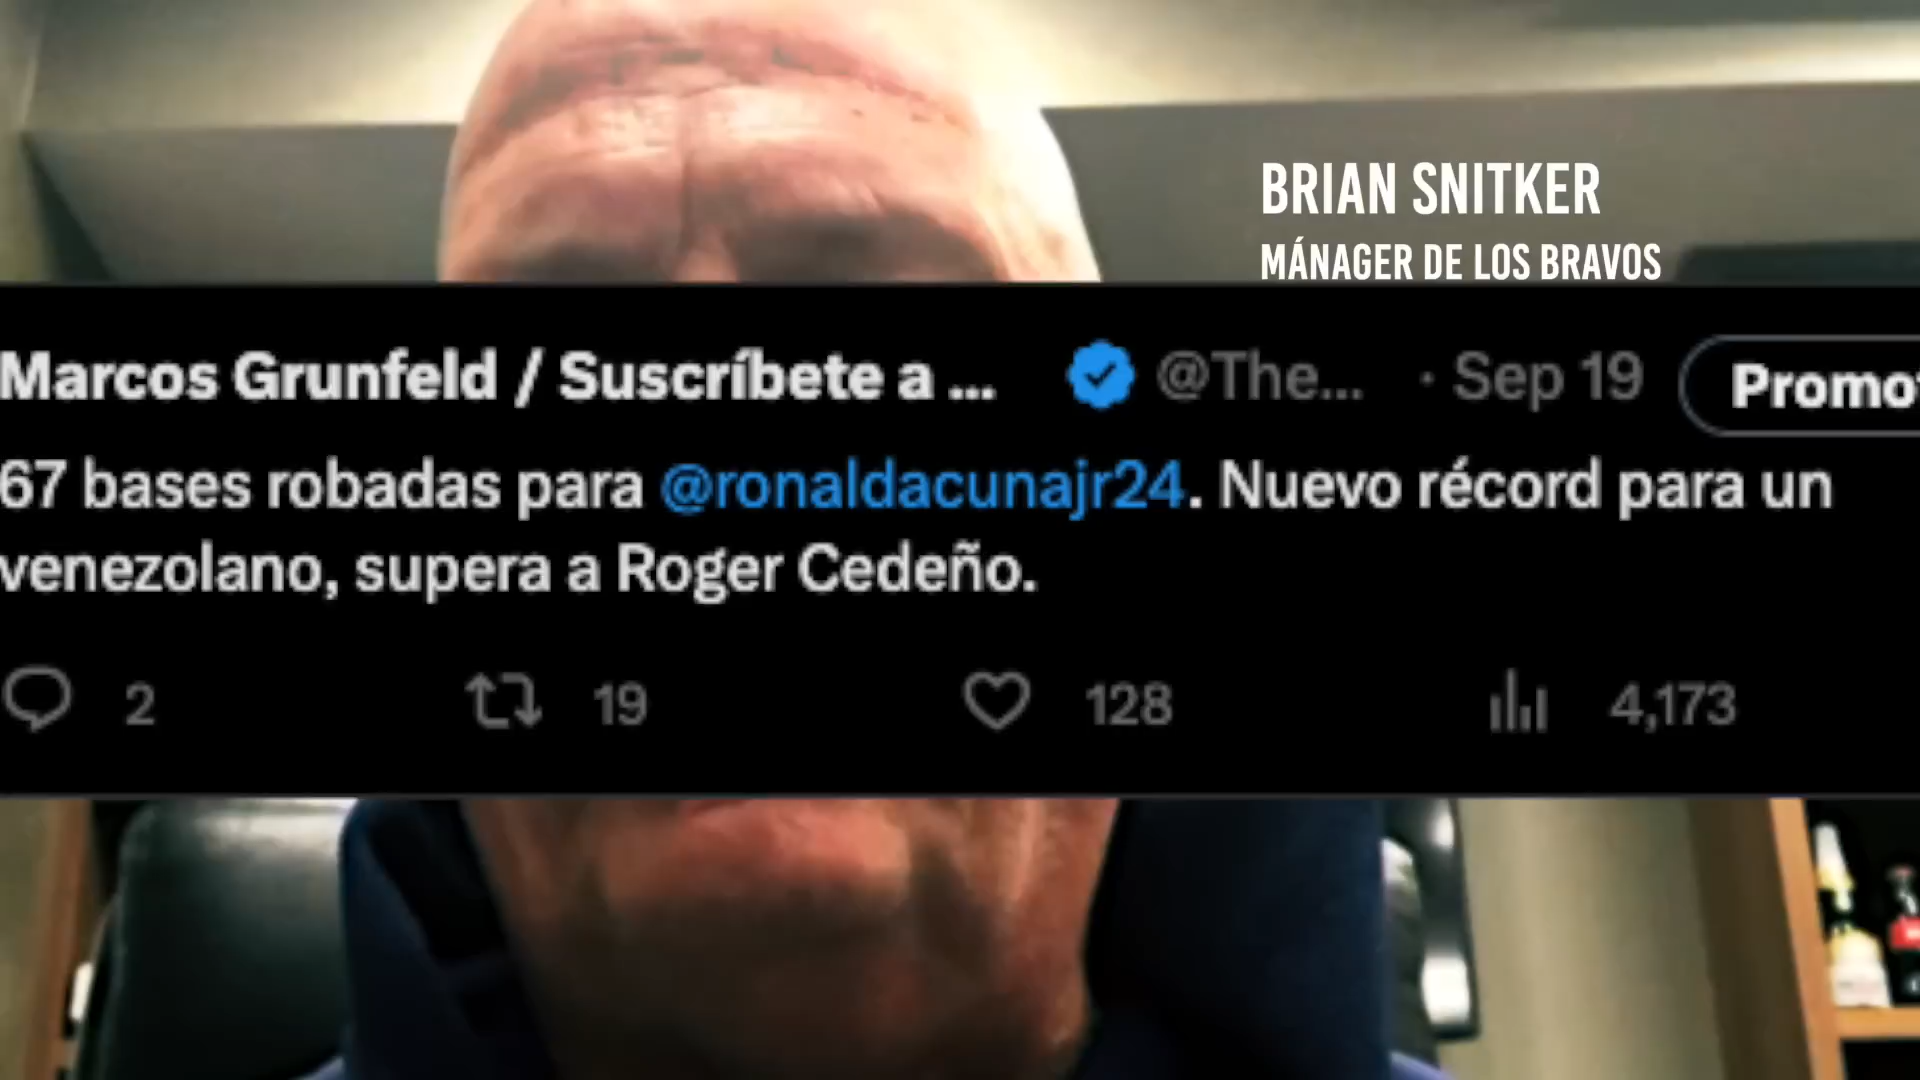 BRIAN SNITKER
MÁNAGER DE LOS BRAVOS
Marcos Grunfeld / Suscríbete a ... @The... · Sep 19
67 bases robadas para @ronaldacunajr24. Nuevo récord para un
venezolano, supera a Roger Cedeño.
2 19 128 4,173